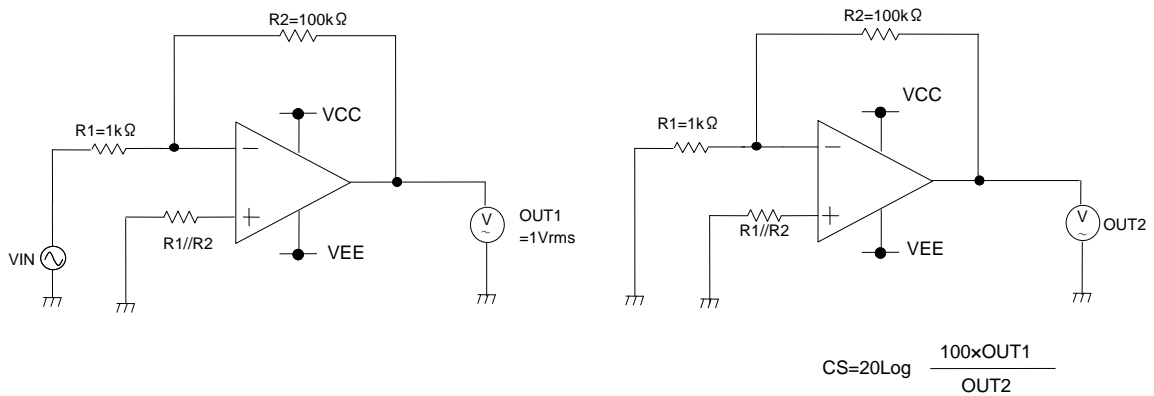 R2=100kΩ
VCC
R1=1kΩ
−
+
R1//R2
VEE
VIN
V
~
OUT1
=1Vrms
R2=100kΩ
VCC
R1=1kΩ
−
+
R1//R2
VEE
V
~
OUT2
CS=20Log 100×OUT1
OUT2